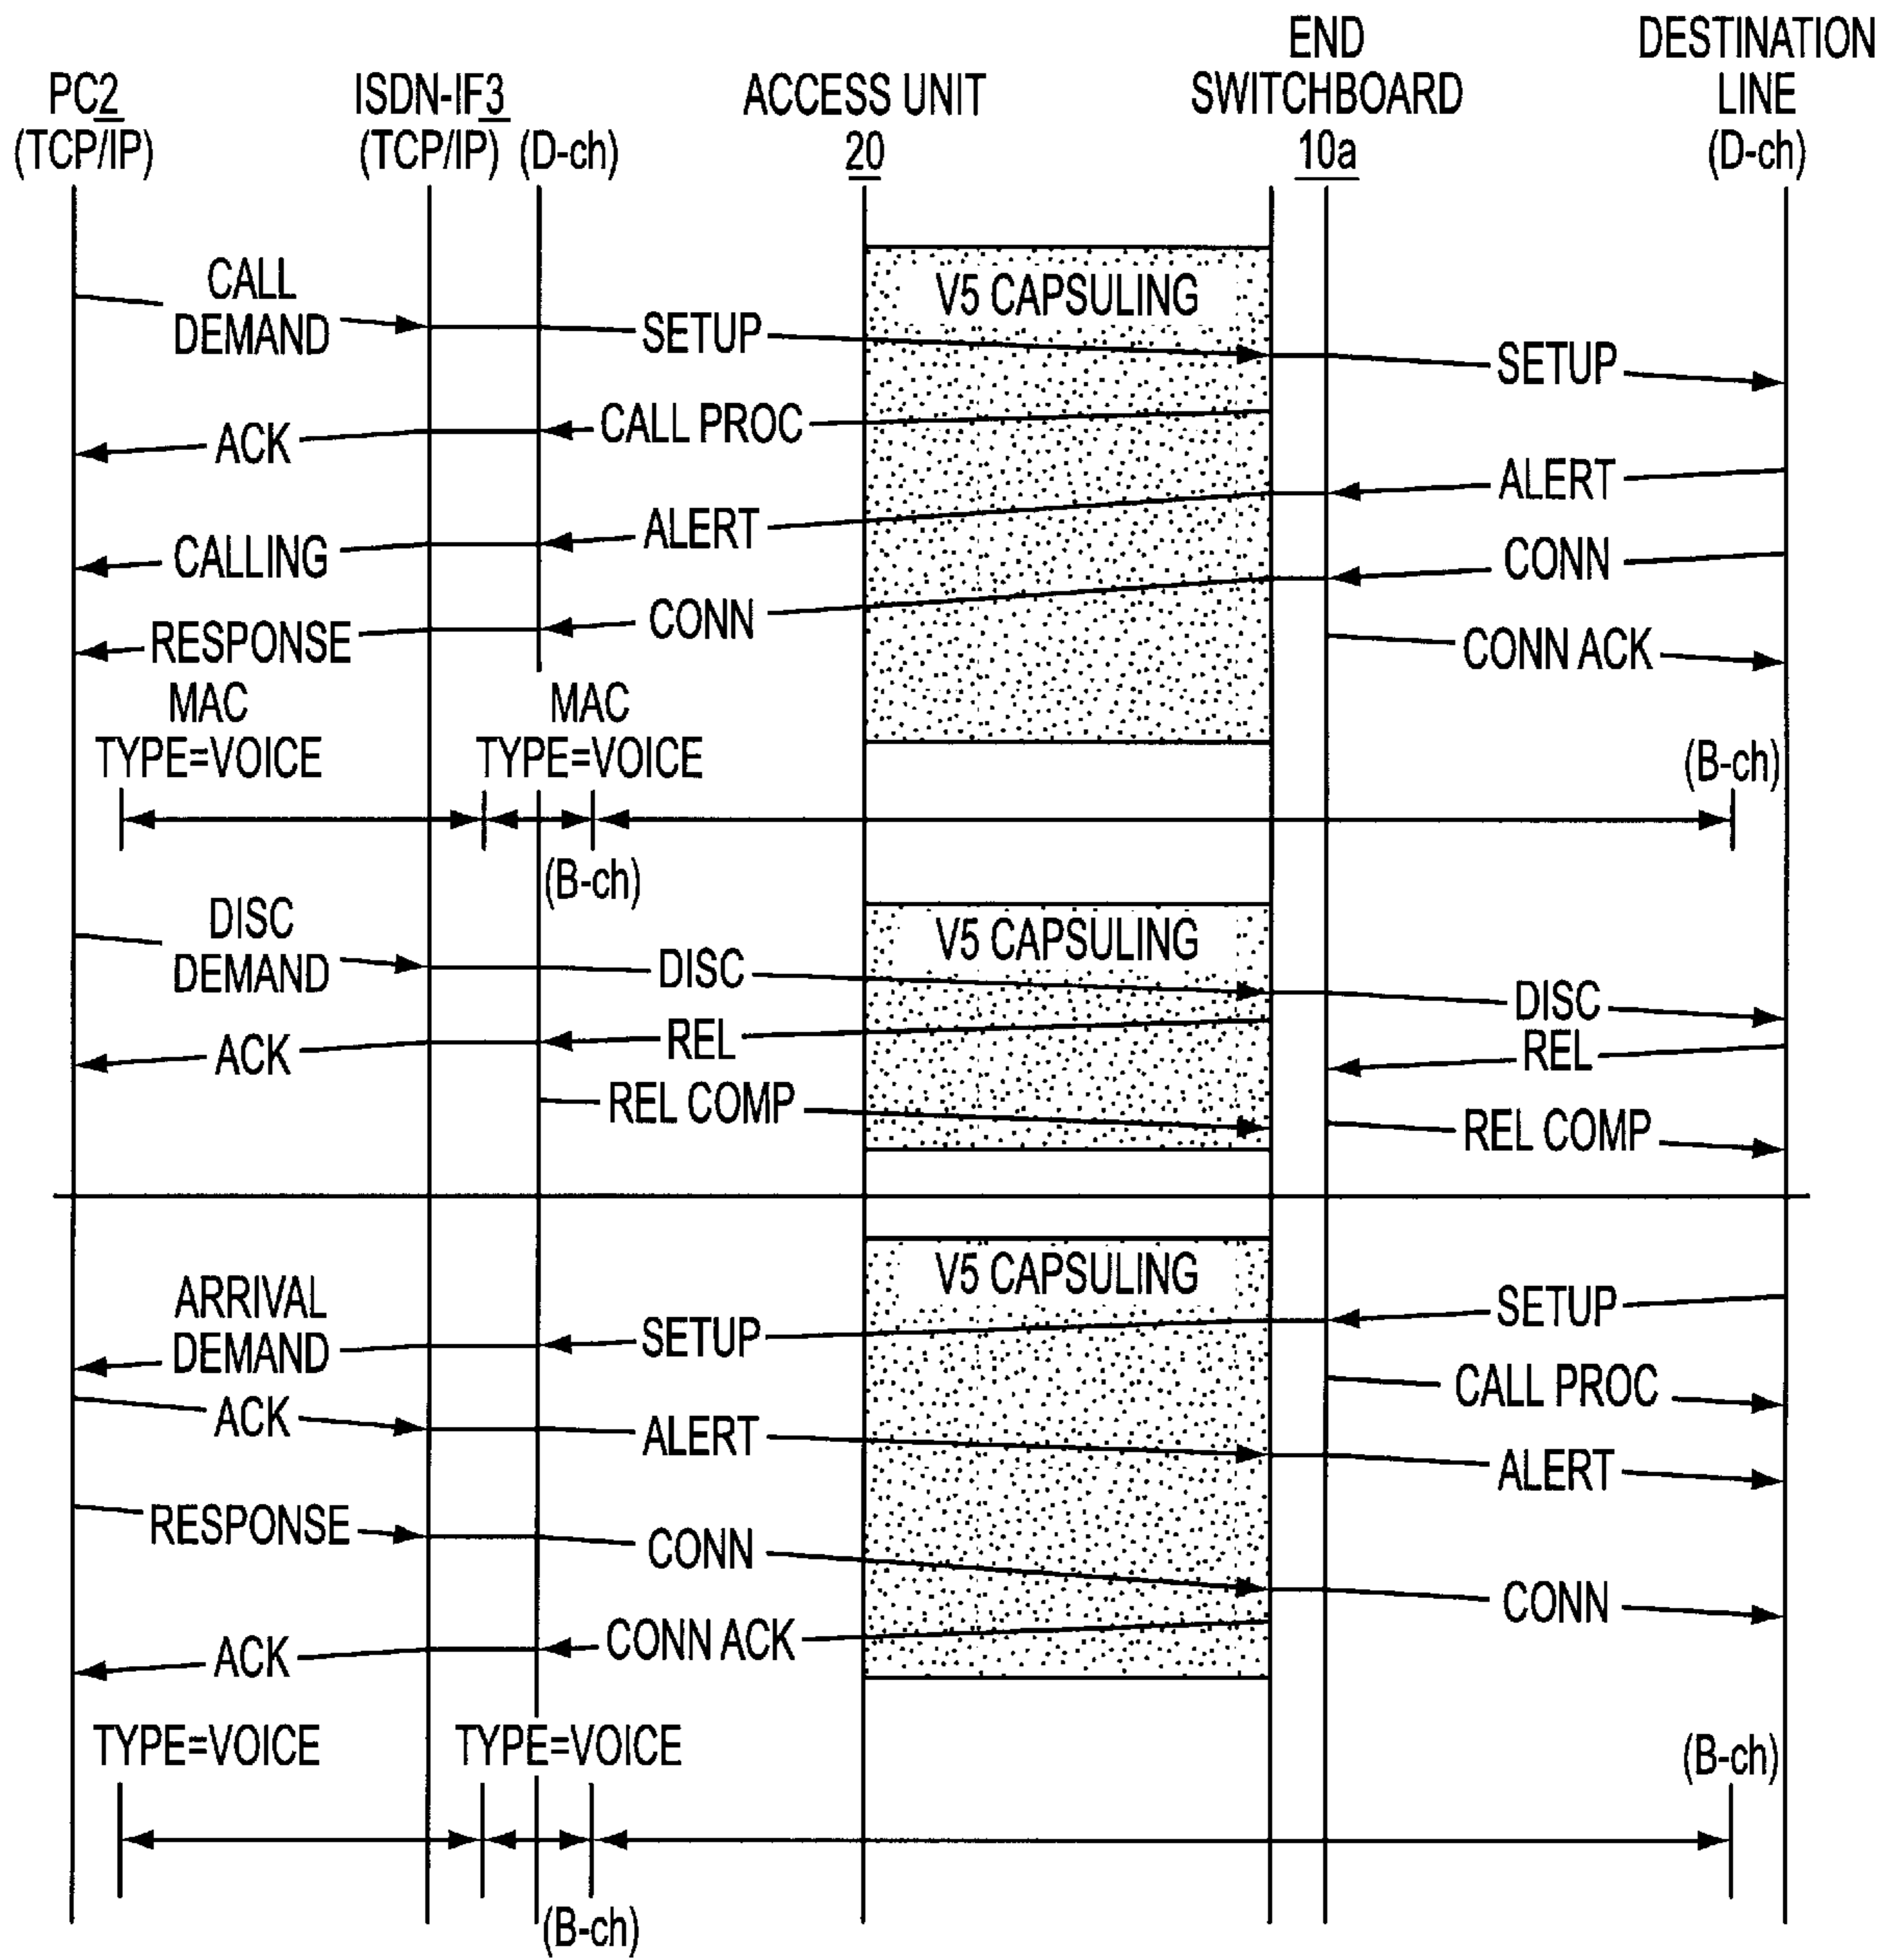 PC2
(TCP/IP)
ISDN-IF3
(TCP/IP)
(D-ch)
ACCESS UNIT
20
END
SWITCHBOARD
10a
DESTINATION
LINE
(D-ch)
CALL
DEMAND
SETUP
V5 CAPSULING
SETUP
ACK
CALL PROC
CALLING
ALERT
ALERT
RESPONSE
CONN
CONN
CONN ACK
MAC
TYPE=VOICE
MAC
TYPE=VOICE
(B-ch)
(B-ch)
DISC
DEMAND
DISC
V5 CAPSULING
DISC
ACK
REL
REL
REL COMP
REL COMP
V5 CAPSULING
ARRIVAL
DEMAND
SETUP
SETUP
CALL PROC
ACK
ALERT
ALERT
RESPONSE
CONN
CONN
ACK
CONN ACK
TYPE=VOICE
TYPE=VOICE
(B-ch)
(B-ch)